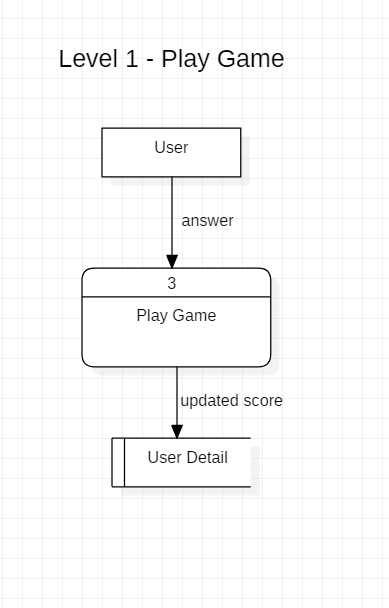 Level 1 - Play Game
User
answer
3
Play Game
updated score
User Detail